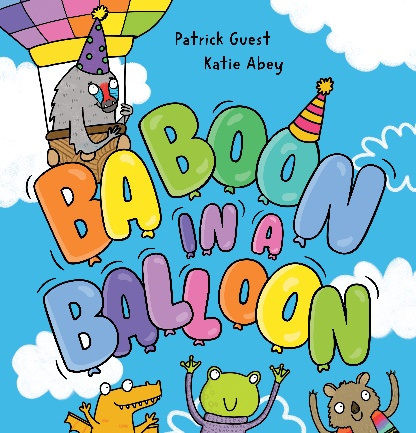 Patrick Guest
Katie Abey
BABOON
IN A
BALLOON